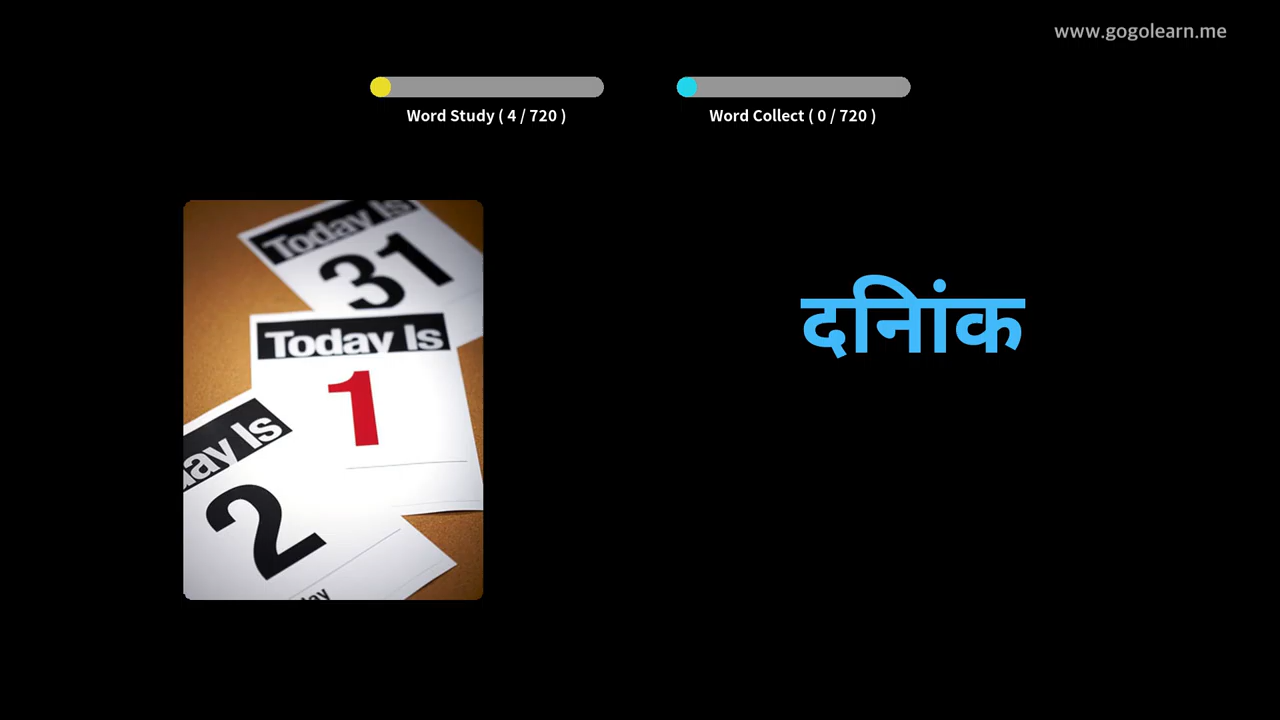 www.gogolearn.me
Word Study ( 4 / 720 )
Word Collect ( 0 / 720 )
Today Is
31
Today Is
1
ay Is
2
दनिांक